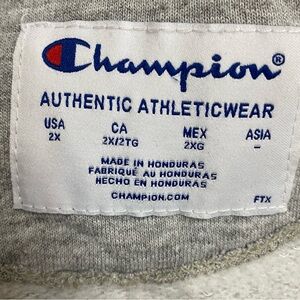 Champion®
AUTHENTIC ATHLETICWEAR
USA CA MEX ASIA
2X 2X/2TG 2XG –
MADE IN HONDURAS
FABRIQUÉ AU HONDURAS
HECHO EN HONDURAS
CHAMPION.COM FTX